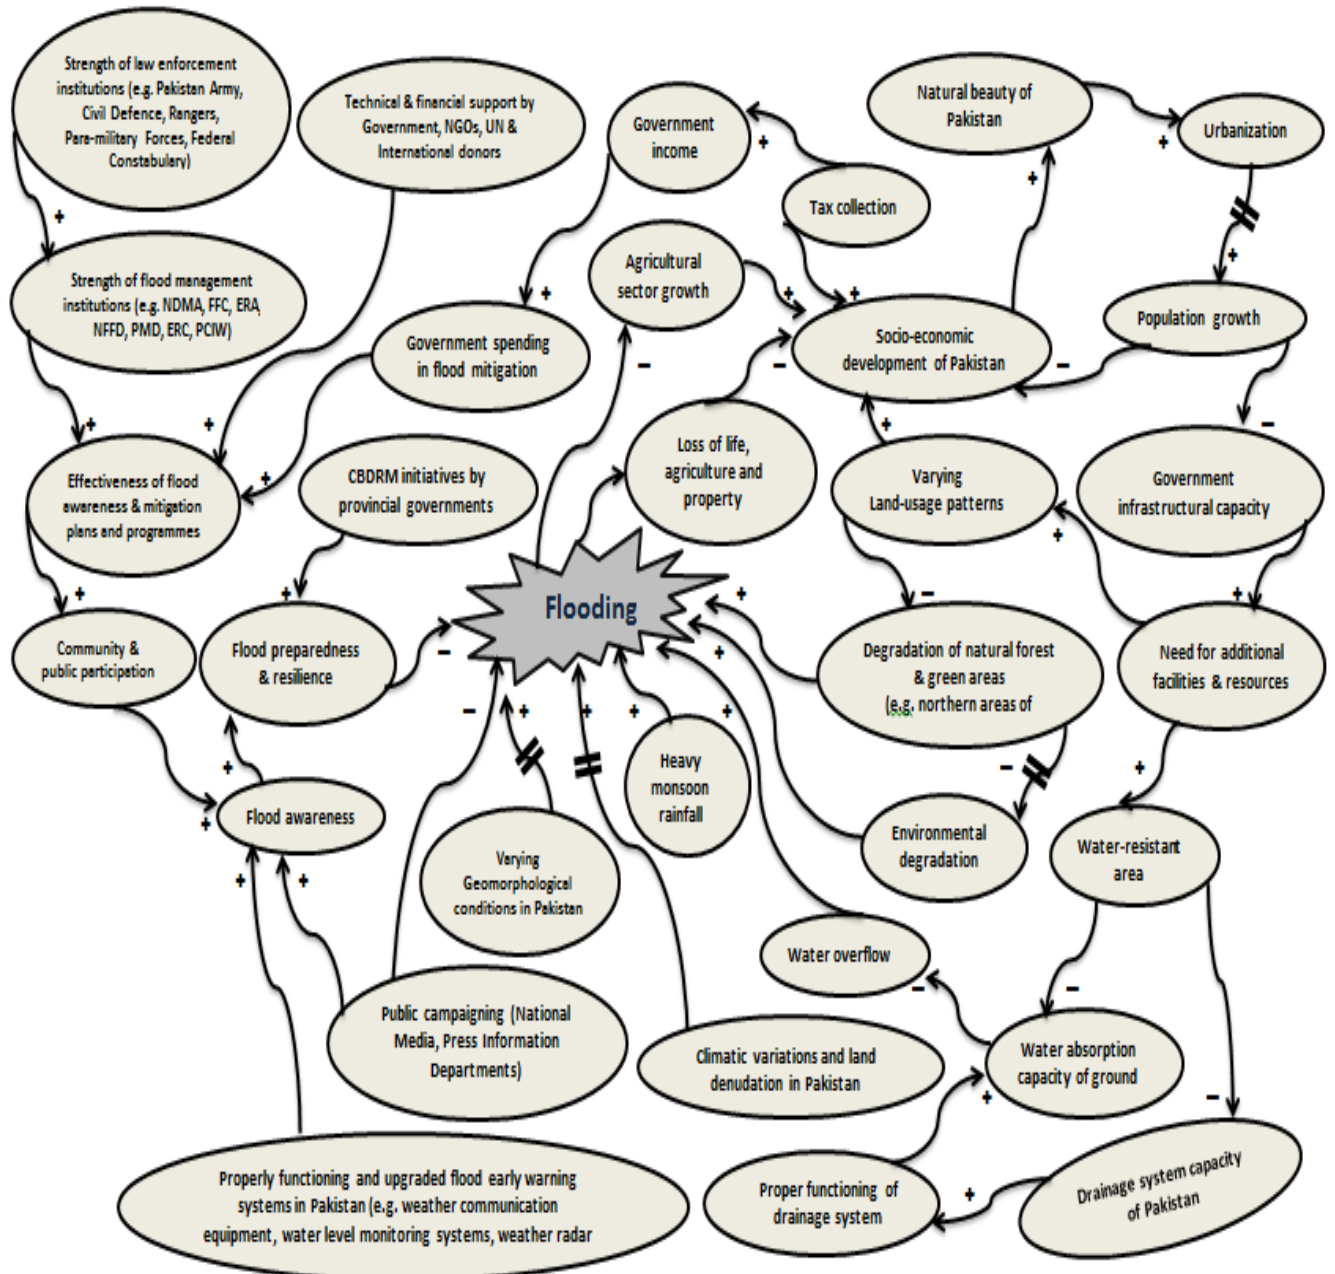 Strength of law enforcement
institutions (e.g. Pakistan Army,
Civil Defence, Rangers,
Para-military Forces, Federal
Constabulary)
Technical & financial support by
Government, NGOs, UN &
International donors
Government
income
Natural beauty of
Pakistan
Urbanization
Tax collection
+
+
+
+
+
Strength of flood management
institutions (e.g. NDMA, FFC, ERA,
NFFD, PMD, ERC, PCIW)
Agricultural
sector growth
Government spending
in flood mitigation
Socio-economic
development of Pakistan
Population growth
+
+
+
−
−
−
−
+
+
+
+
Effectiveness of flood
awareness & mitigation
plans and programmes
CBDRM initiatives by
provincial governments
Loss of life,
agriculture and
property
Varying
Land-usage patterns
Government
infrastructural capacity
+
+
+
+
−
+
Flooding
Community &
public participation
Flood preparedness
& resilience
Degradation of natural forest
& green areas
(e.g. northern areas of
Need for additional
facilities & resources
−
+
−
+
+
+
+
+
−
+
+
Heavy
monsoon
rainfall
Flood awareness
Environmental
degradation
Water-resistant
area
+
+
+
Varying
Geomorphological
conditions in Pakistan
Water overflow
−
−
Public campaigning (National
Media, Press Information
Departments)
Climatic variations and land
denudation in Pakistan
Water absorption
capacity of ground
+
−
Properly functioning and upgraded flood early warning
systems in Pakistan (e.g. weather communication
equipment, water level monitoring systems, weather radar
Proper functioning of
drainage system
+
Drainage system capacity
of Pakistan